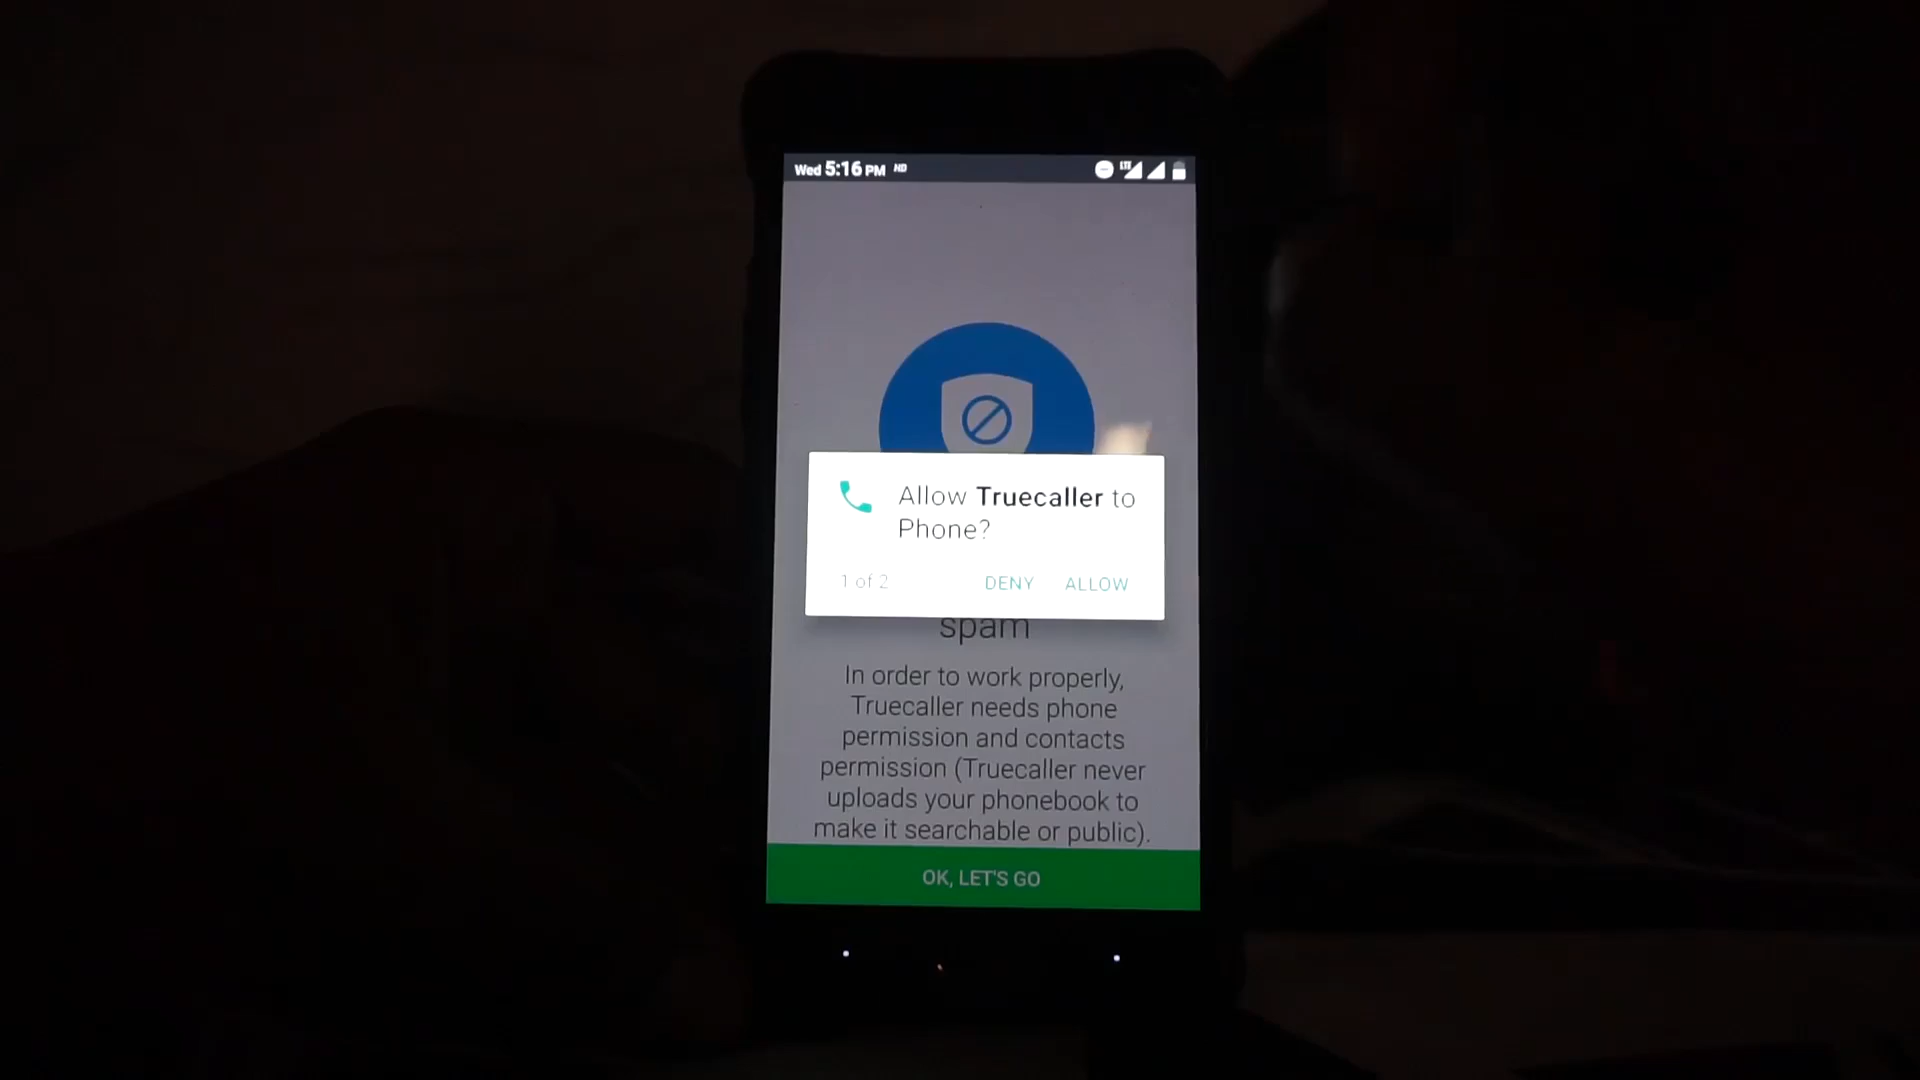 Wed 5:16 PM HD
LTE
Allow Truecaller to
Phone?
1 of 2 DENY ALLOW
spam
In order to work properly,
Truecaller needs phone
permission and contacts
permission (Truecaller never
uploads your phonebook to
make it searchable or public).
OK, LET'S GO